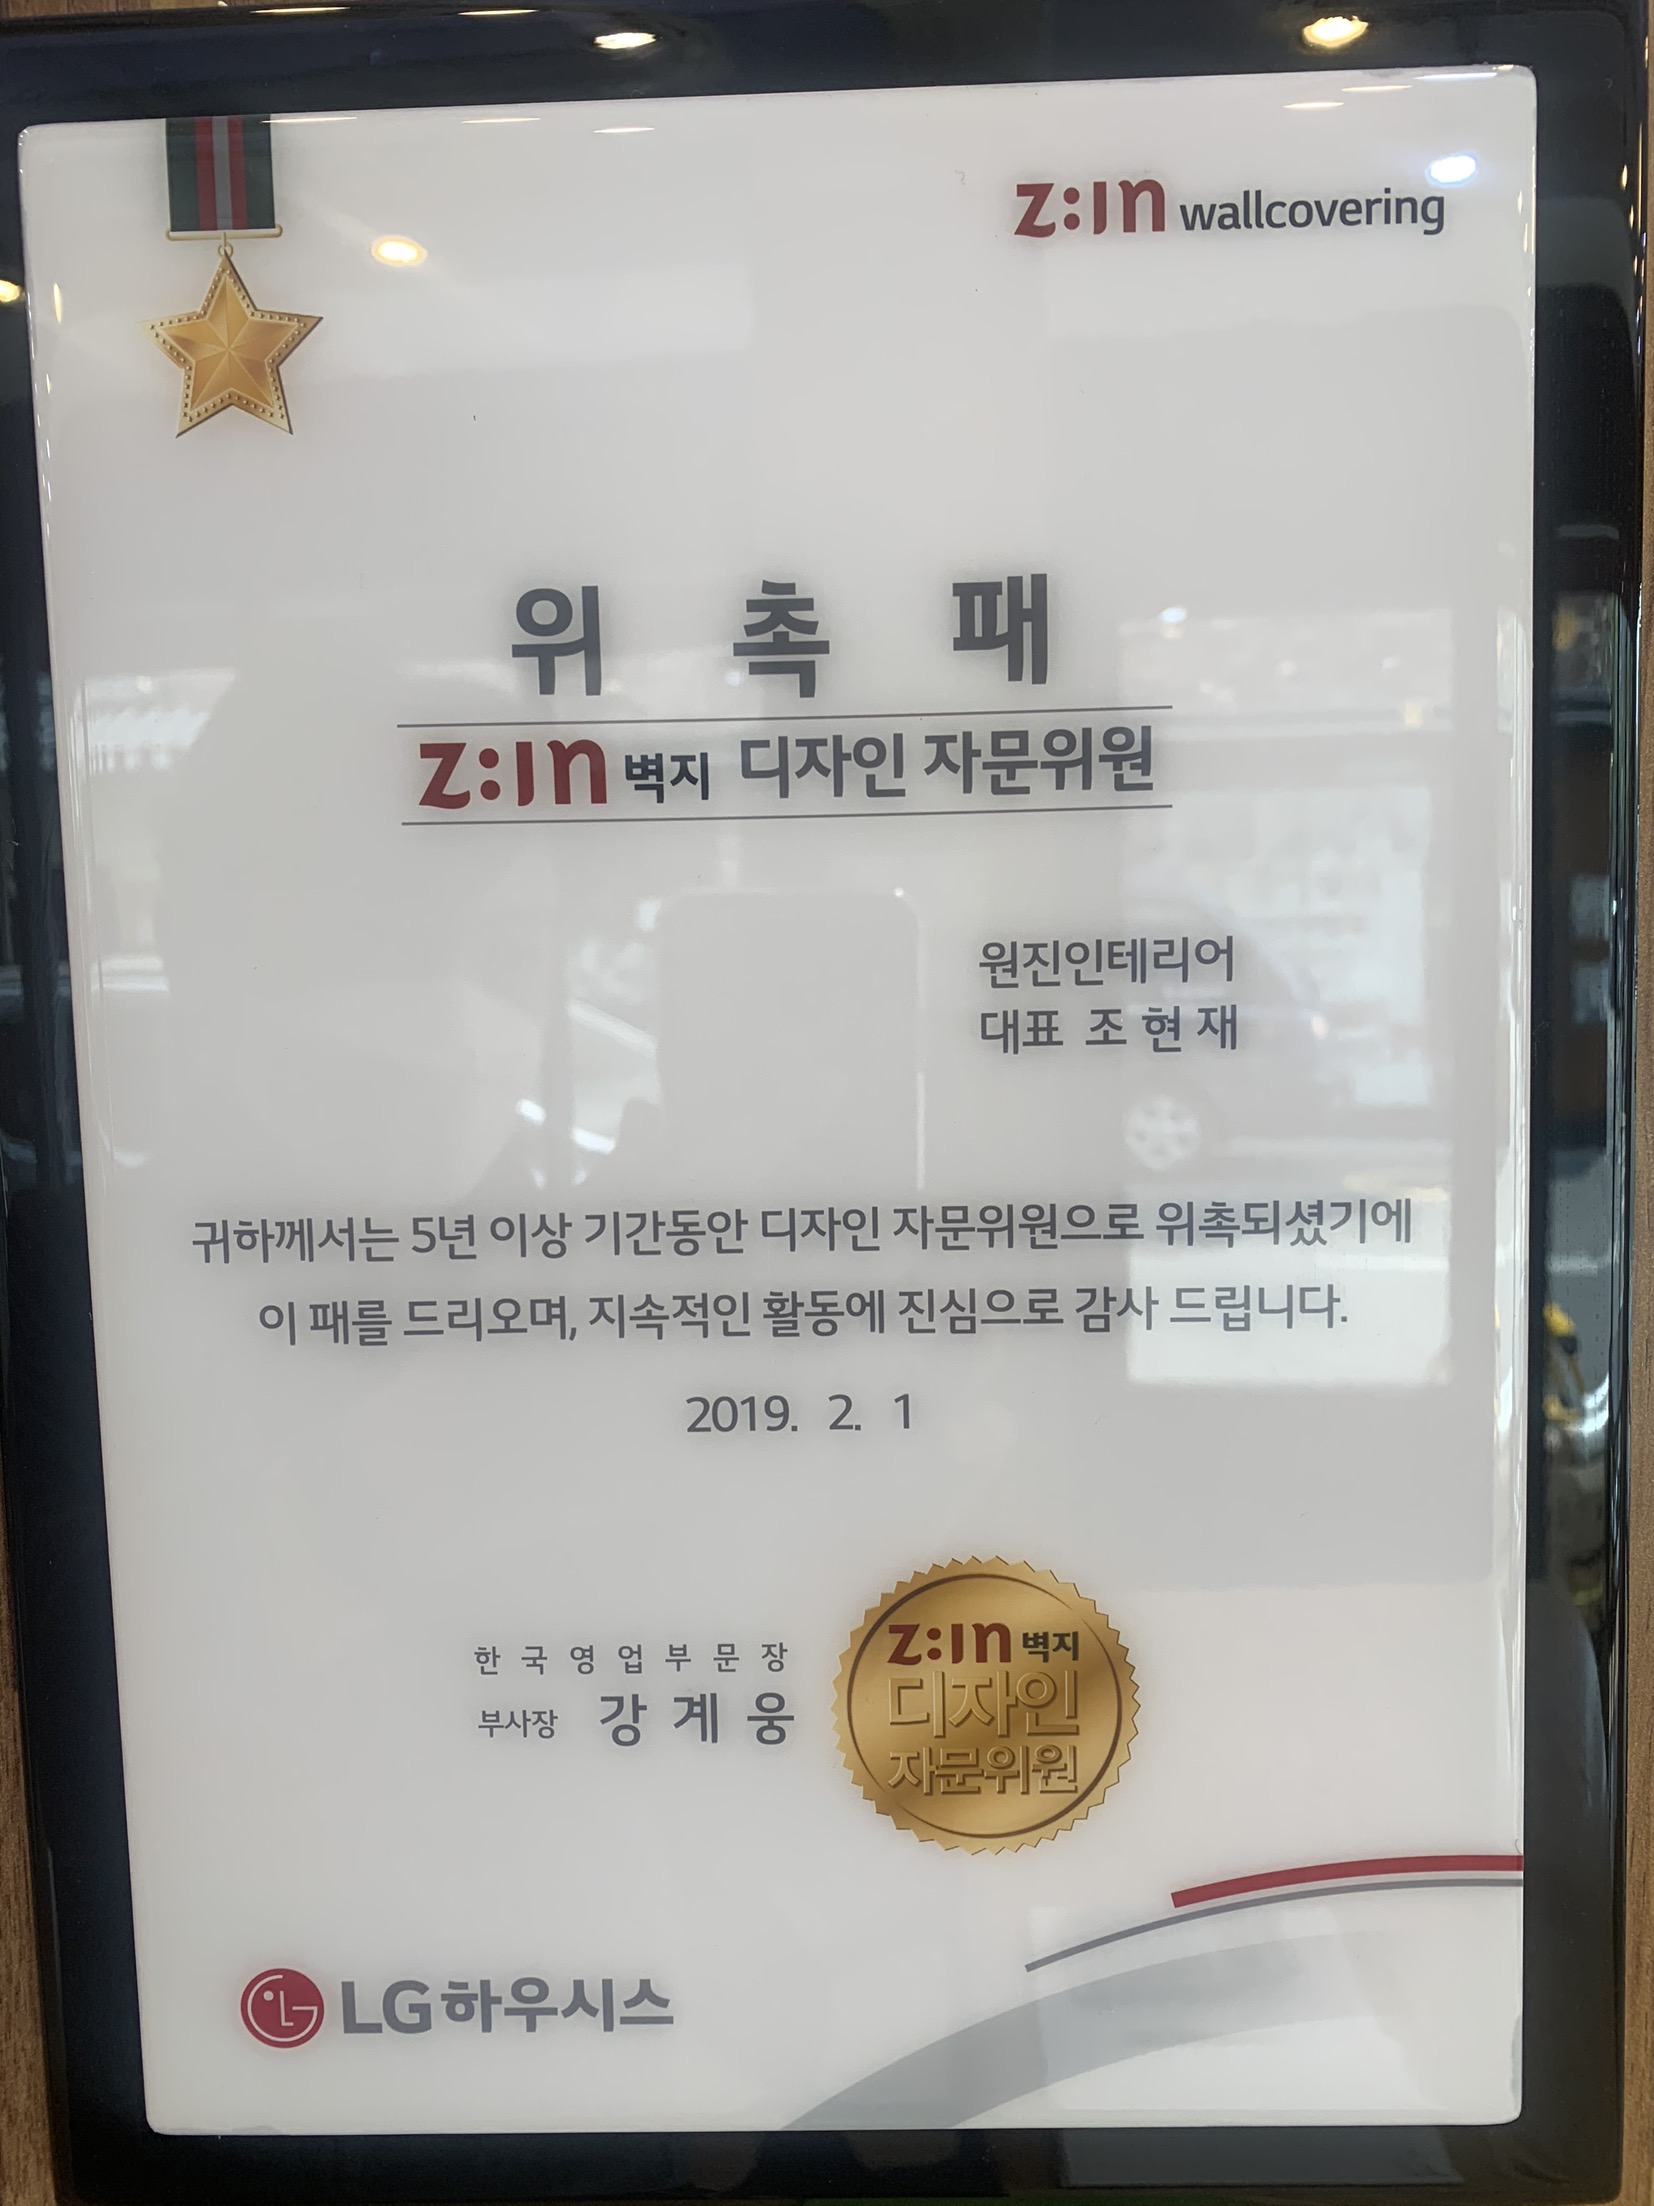 Z:IN wallcovering
위 촉 패
Z:IN 벽지 디자인 자문위원
원진인테리어
대표 조현재
귀하께서는 5년 이상 기간동안 디자인 자문위원으로 위촉되셨기에
이 패를 드리오며, 지속적인 활동에 진심으로 감사 드립니다.
2019. 2. 1
한국영업부문장
부사장 강계웅
Z:IN 벽지
디자인
자문위원
LG하우시스